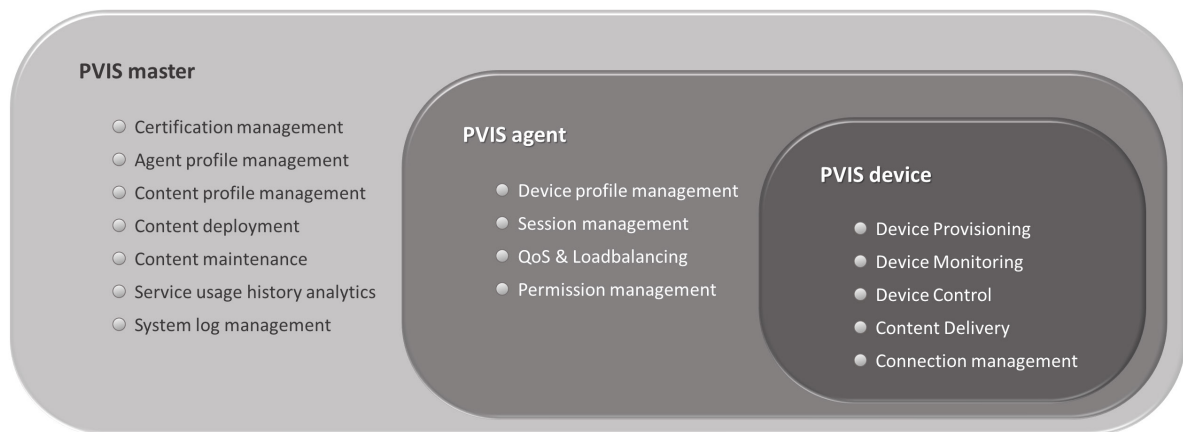 PVIS master
Certification management
Agent profile management
Content profile management
Content deployment
Content maintenance
Service usage history analytics
System log management
PVIS agent
Device profile management
Session management
QoS & Loadbalancing
Permission management
PVIS device
Device Provisioning
Device Monitoring
Device Control
Content Delivery
Connection management